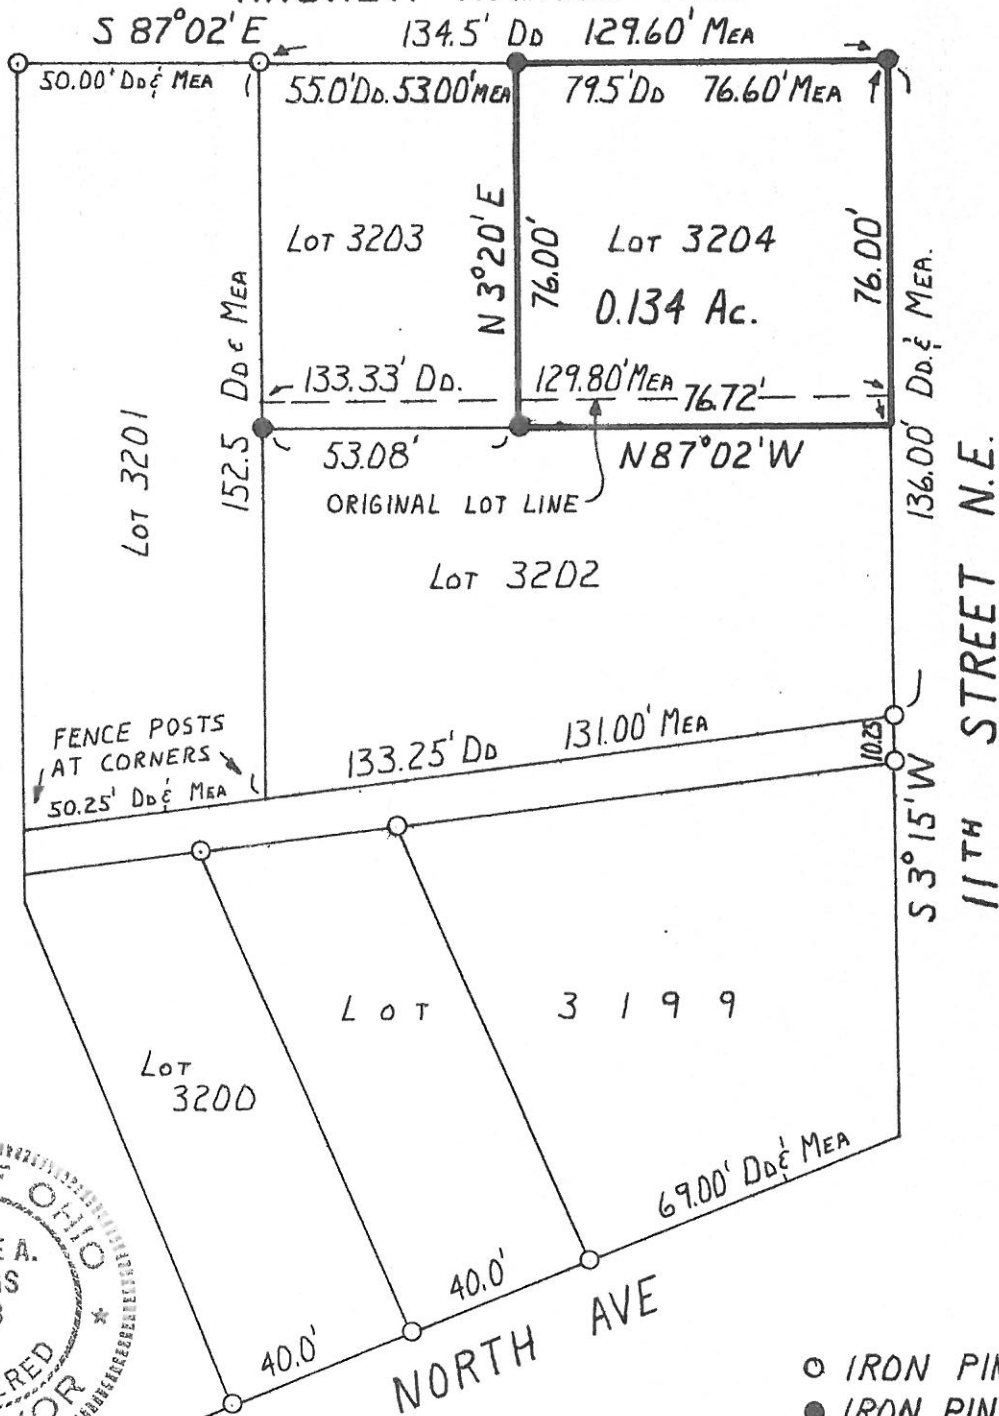 S 87°02' E
134.5' DD 129.60' MEA
50.00' DD & MEA
55.0' DD. 53.00' MEA
79.5' DD 76.60' MEA
LOT 3203
N 3°20' E
76.00'
LOT 3204
0.134 Ac.
76.00'
136.00' DD. & MEA.
LOT 3201
152.5 DD & MEA
133.33' DD.
129.80' MEA
76.72'
53.08'
N 87°02' W
ORIGINAL LOT LINE
LOT 3202
11TH STREET N.E.
FENCE POSTS
AT CORNERS
50.25' DD & MEA
133.25' DD
131.00' MEA
10.25
S 3°15' W
LOT 3199
LOT
3200
69.00' DD & MEA
40.0'
40.0'
NORTH AVE
OHIO
A.
IRON PIN
IRON PIN